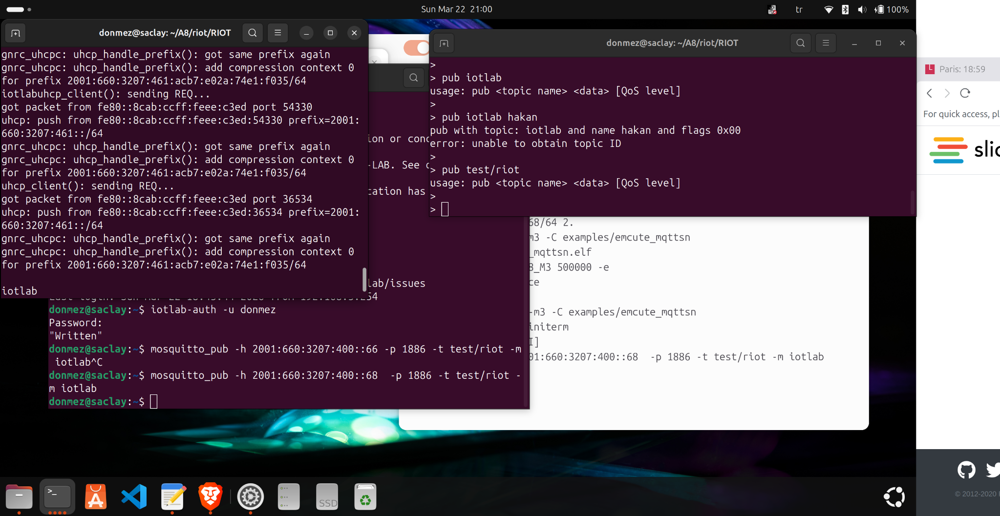 Sun Mar 22  21:00
tr
100%
donmez@saclay: ~/A8/riot/RIOT
gnrc_uhcpc: uhcp_handle_prefix(): got same prefix again
gnrc_uhcpc: uhcp_handle_prefix(): add compression context 0
for prefix 2001:660:3207:461:acb7:e02a:74e1:f035/64
iotlabuhcp_client(): sending REQ...
got packet from fe80::8cab:ccff:feee:c3ed port 54330
uhcp: push from fe80::8cab:ccff:feee:c3ed:54330 prefix=2001:
660:3207:461::/64
gnrc_uhcpc: uhcp_handle_prefix(): got same prefix again
gnrc_uhcpc: uhcp_handle_prefix(): add compression context 0
for prefix 2001:660:3207:461:acb7:e02a:74e1:f035/64
uhcp_client(): sending REQ...
got packet from fe80::8cab:ccff:feee:c3ed port 36534
uhcp: push from fe80::8cab:ccff:feee:c3ed:36534 prefix=2001:
660:3207:461::/64
gnrc_uhcpc: uhcp_handle_prefix(): got same prefix again
gnrc_uhcpc: uhcp_handle_prefix(): add compression context 0
for prefix 2001:660:3207:461:acb7:e02a:74e1:f035/64
iotlab
donmez@saclay: ~/A8/riot/RIOT
>
> pub iotlab
usage: pub <topic name> <data> [QoS level]
>
> pub iotlab hakan
pub with topic: iotlab and name hakan and flags 0x00
error: unable to obtain topic ID
>
> pub test/riot
usage: pub <topic name> <data> [QoS level]
>
>
ion or conc
-LAB. See
cation has
lab/issues
54
donmez@saclay:~$ iotlab-auth -u donmez
Password:
"Written"
donmez@saclay:~$ mosquitto_pub -h 2001:660:3207:400::66 -p 1886 -t test/riot -m
 iotlab^C
donmez@saclay:~$ mosquitto_pub -h 2001:660:3207:400::68  -p 1886 -t test/riot -
m iotlab
donmez@saclay:~$
68/64 2.
m3 -C examples/emcute_mqttsn
_mqttsn.elf
8_M3 500000 -e
ce
-m3 -C examples/emcute_mqttsn
initerm
I]
01:660:3207:400::68  -p 1886 -t test/riot -m iotlab
Paris: 18:59
For quick access, pl
slic
© 2012-2020
SSD